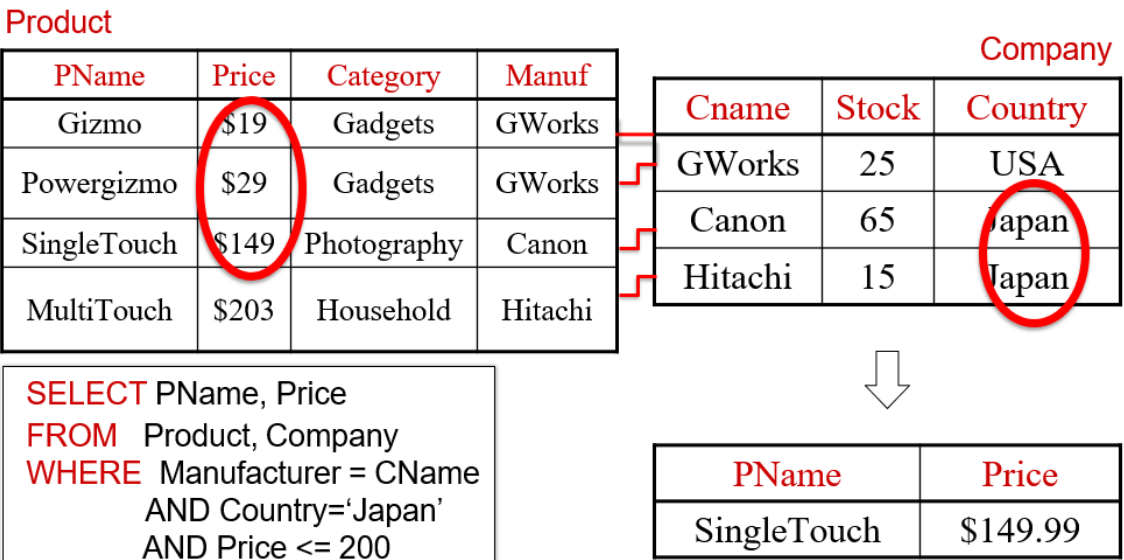 Product
PName Price Category Manuf
Gizmo $19 Gadgets GWorks
Powergizmo $29 Gadgets GWorks
SingleTouch $149 Photography Canon
MultiTouch $203 Household Hitachi
Company
Cname Stock Country
GWorks 25 USA
Canon 65 Japan
Hitachi 15 Japan
SELECT PName, Price
FROM Product, Company
WHERE Manufacturer = CName
AND Country=‘Japan’
AND Price <= 200
PName Price
SingleTouch $149.99